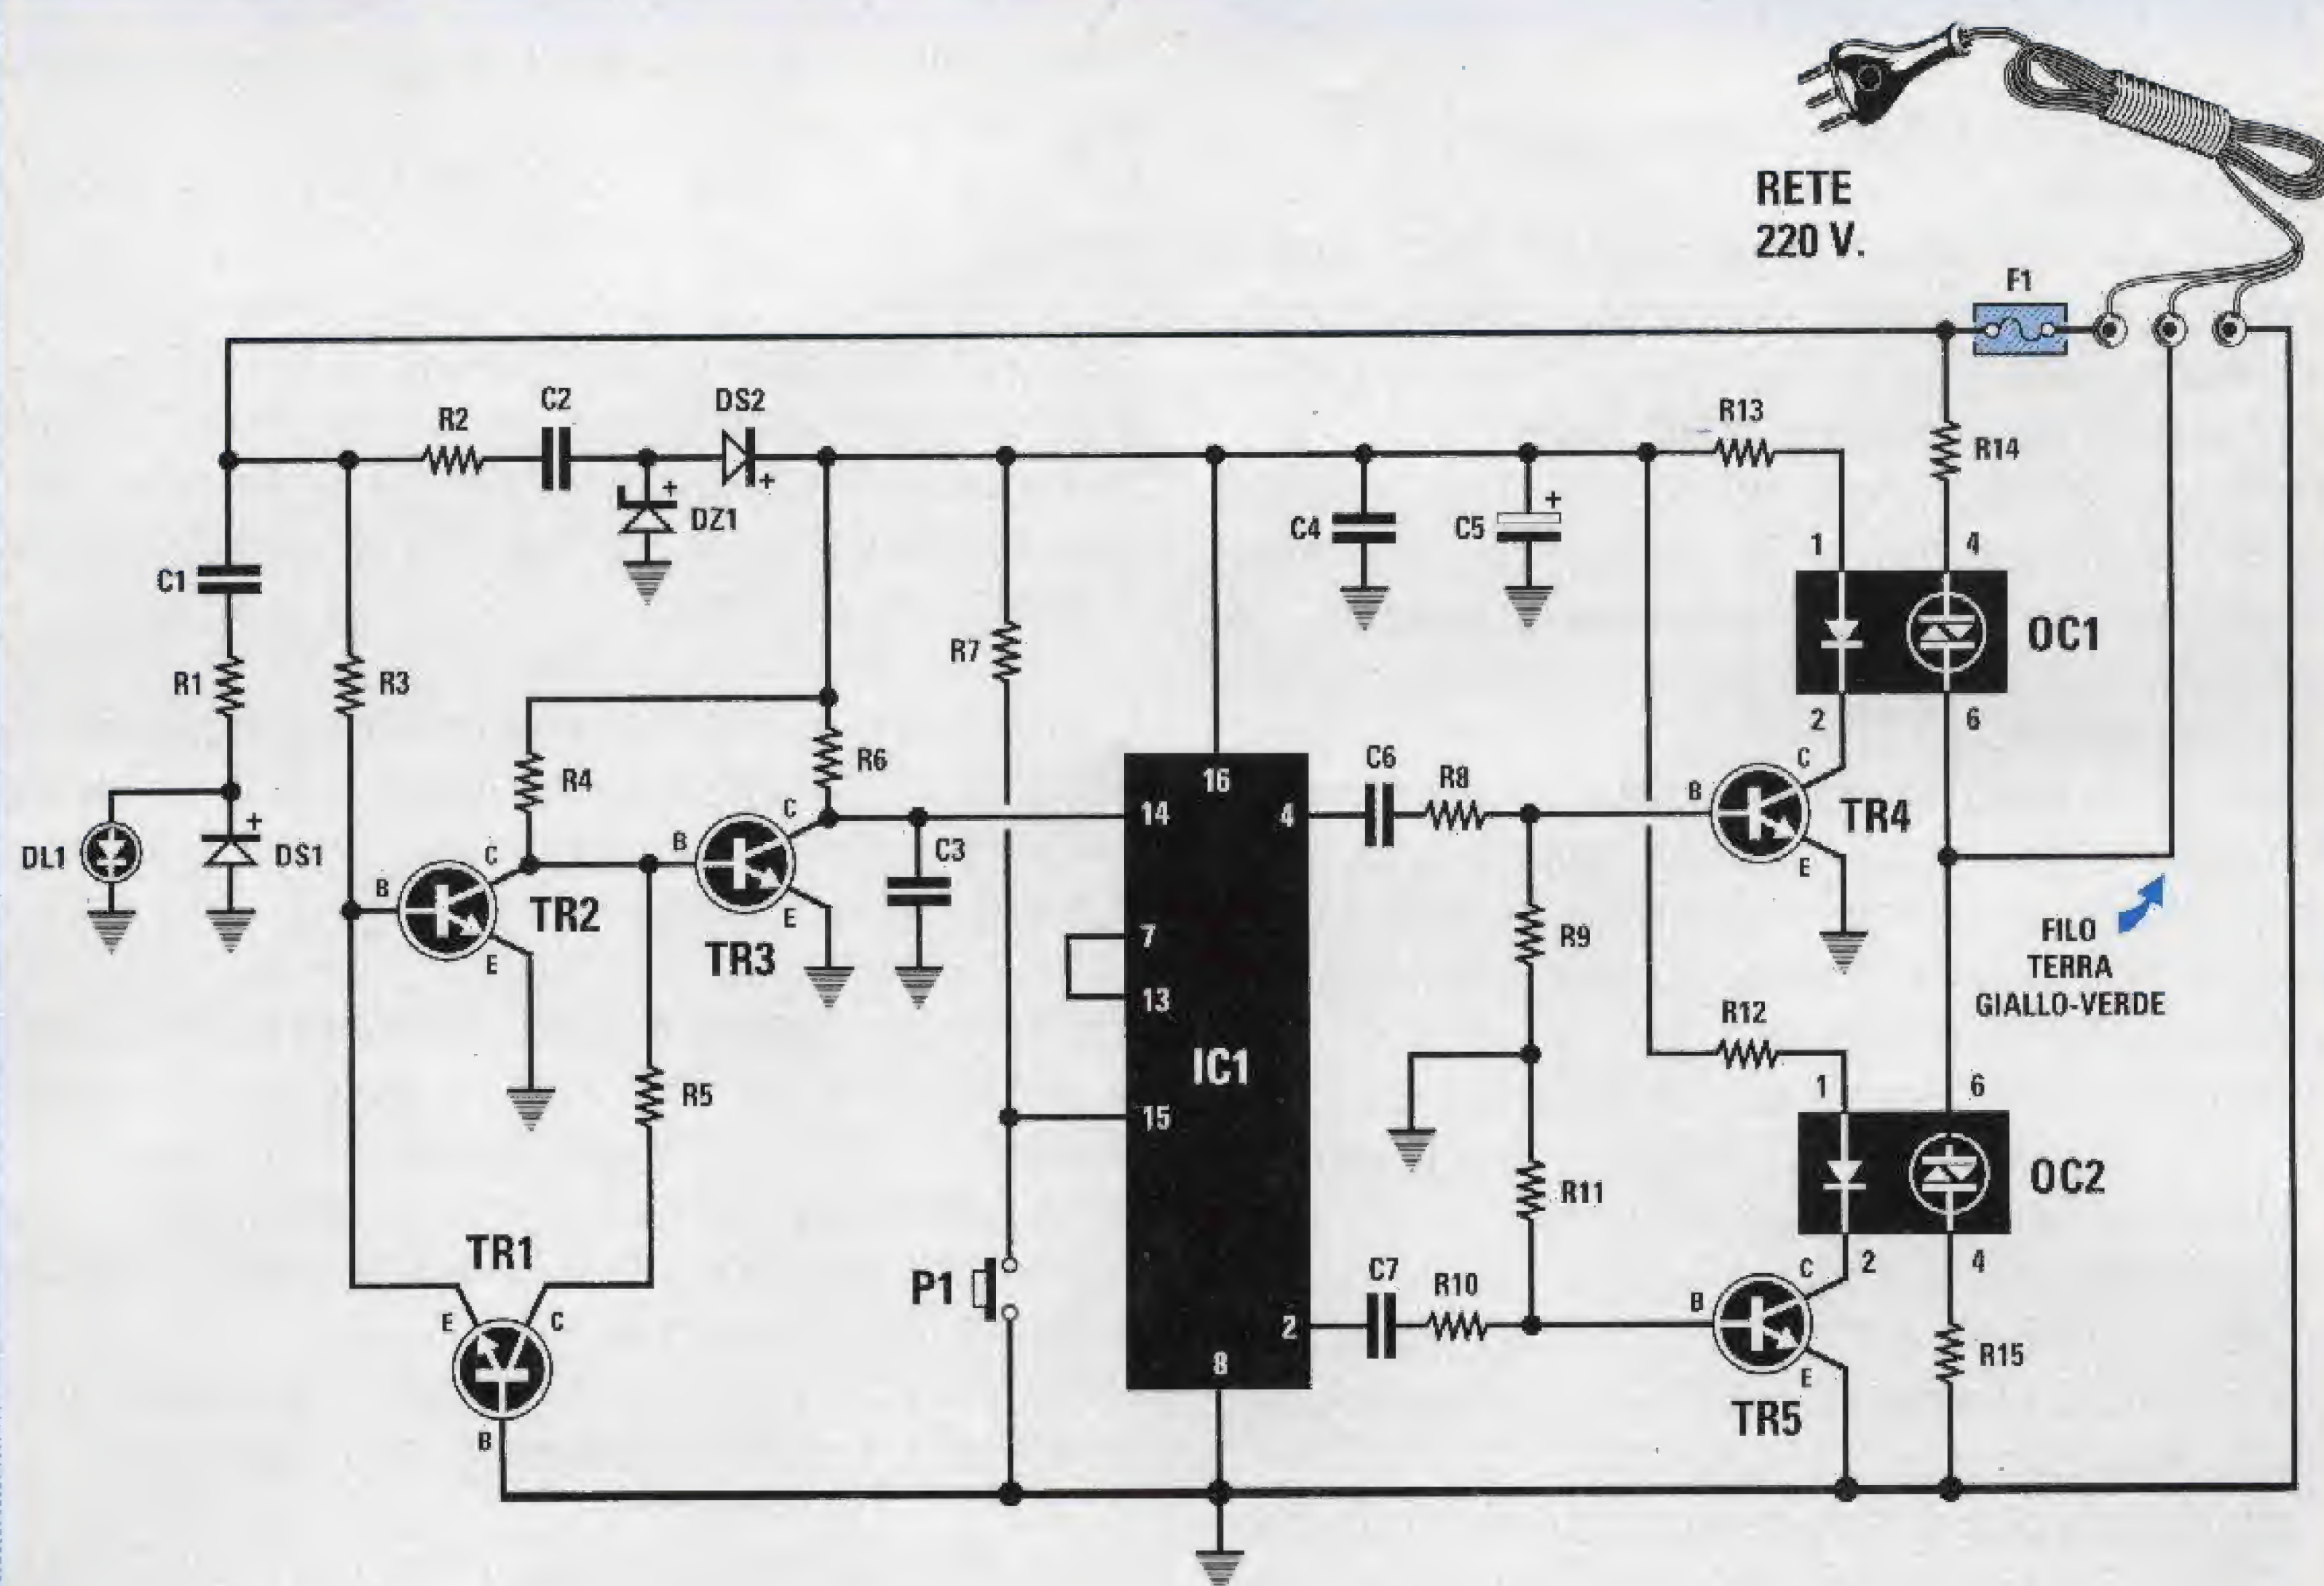 RETE
220 V.
F1
C2
DS2
R2
R13
R14
+
+
DZ1
C4
C5
+
1
4
C1
R1
R3
R7
OC1
2
6
R4
R6
16
C6
R8
C
B
TR4
E
14
4
DL1
+
DS1
C
B
TR2
E
C
B
TR3
E
C3
7
13
R9
FILO
TERRA
GIALLO-VERDE
R12
IC1
1
6
R5
15
R11
OC2
TR1
E
C
B
P1
C7
R10
2
8
C
2
4
B
E
TR5
R15